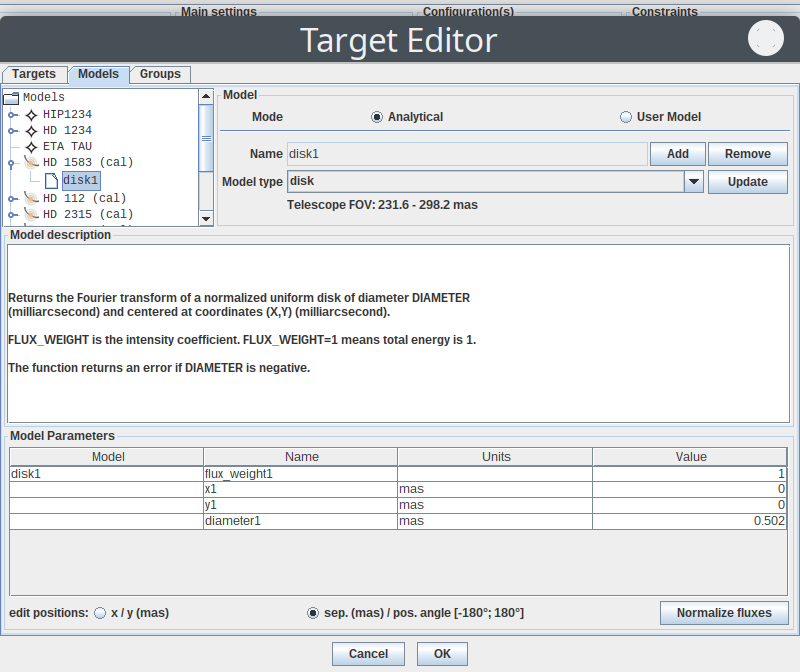 Main settings Configuration(s) Constraints
Target Editor
Targets Models Groups
Models
HIP1234
HD 1234
ETA TAU
HD 1583 (cal)
disk1
HD 112 (cal)
HD 2315 (cal)
Model
Mode Analytical User Model
Name disk1 Add Remove
Model type disk Update
Telescope FOV: 231.6 - 298.2 mas
Model description
Returns the Fourier transform of a normalized uniform disk of diameter DIAMETER
(milliarcsecond) and centered at coordinates (X,Y) (milliarcsecond).
FLUX_WEIGHT is the intensity coefficient. FLUX_WEIGHT=1 means total energy is 1.
The function returns an error if DIAMETER is negative.
Model Parameters
Model Name Units Value
disk1 flux_weight1 1
x1 mas 0
y1 mas 0
diameter1 mas 0.502
edit positions: x / y (mas) sep. (mas) / pos. angle [-180°; 180°] Normalize fluxes
Cancel OK